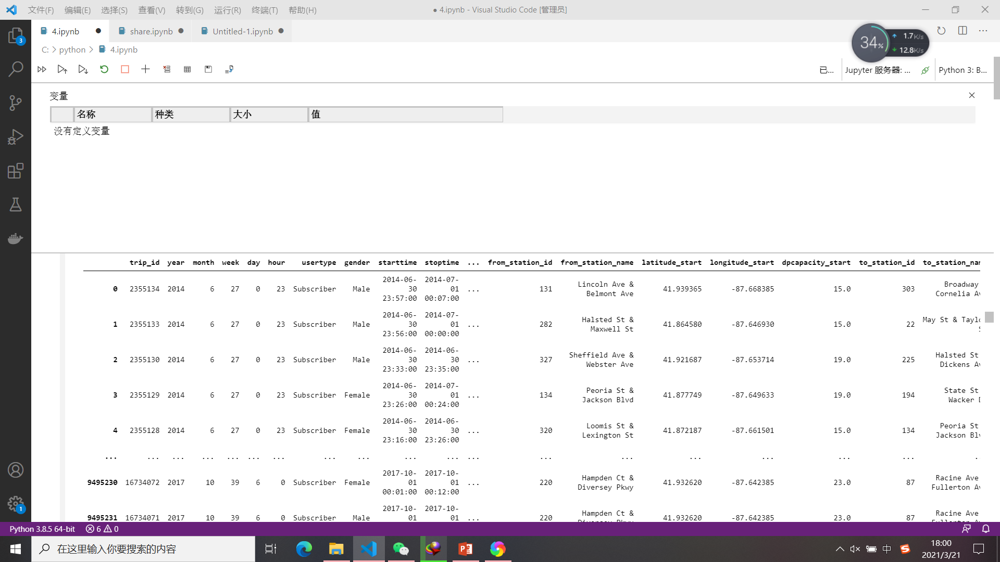 文件(F) 编辑(E) 选择(S) 查看(V) 转到(G) 运行(R) 终端(T) 帮助(H) ● 4.ipynb - Visual Studio Code [管理员]
4.ipynb ● share.ipynb ● Untitled-1.ipynb ●
34% 1.7K/s
12.8K/s
3
C: > python > 4.ipynb
已... Jupyter 服务器: ... Python 3: B...
变量
名称 种类 大小 值
没有定义变量
trip_id year month week day hour usertype gender starttime stoptime ... from_station_id from_station_name latitude_start longitude_start dpcapacity_start to_station_id to_station_nam
0 2355134 2014 6 27 0 23 Subscriber Male 2014-06-30 23:57:00 2014-07-01 00:07:00 ... 131 Lincoln Ave & Belmont Ave 41.939365 -87.668385 15.0 303 Broadway Cornelia Av
1 2355133 2014 6 27 0 23 Subscriber Male 2014-06-30 23:56:00 2014-07-01 00:00:00 ... 282 Halsted St & Maxwell St 41.864580 -87.646930 15.0 22 May St & Taylo
2 2355130 2014 6 27 0 23 Subscriber Male 2014-06-30 23:33:00 2014-06-30 23:35:00 ... 327 Sheffield Ave & Webster Ave 41.921687 -87.653714 19.0 225 Halsted St Dickens Av
3 2355129 2014 6 27 0 23 Subscriber Female 2014-06-30 23:26:00 2014-07-01 00:24:00 ... 134 Peoria St & Jackson Blvd 41.877749 -87.649633 19.0 194 State St Wacker D
4 2355128 2014 6 27 0 23 Subscriber Female 2014-06-30 23:16:00 2014-06-30 23:26:00 ... 320 Loomis St & Lexington St 41.872187 -87.661501 15.0 134 Peoria St Jackson Blv
... ... ... ... ... ... ... ... ... ... ... ... ... ... ... ... ... ... ..
9495230 16734072 2017 10 39 6 0 Subscriber Female 2017-10-01 00:01:00 2017-10-01 00:12:00 ... 220 Hampden Ct & Diversey Pkwy 41.932620 -87.642385 23.0 87 Racine Ave Fullerton Av
9495231 16734071 2017 10 39 6 0 Subscriber Male 2017-10-01 2017-10-01 ... 220 Hampden Ct & Diversey Pkwy 41.932620 -87.642385 23.0 87 Racine Ave
1
Python 3.8.5 64-bit 6 0
在这里输入你要搜索的内容
中
18:00
2021/3/21